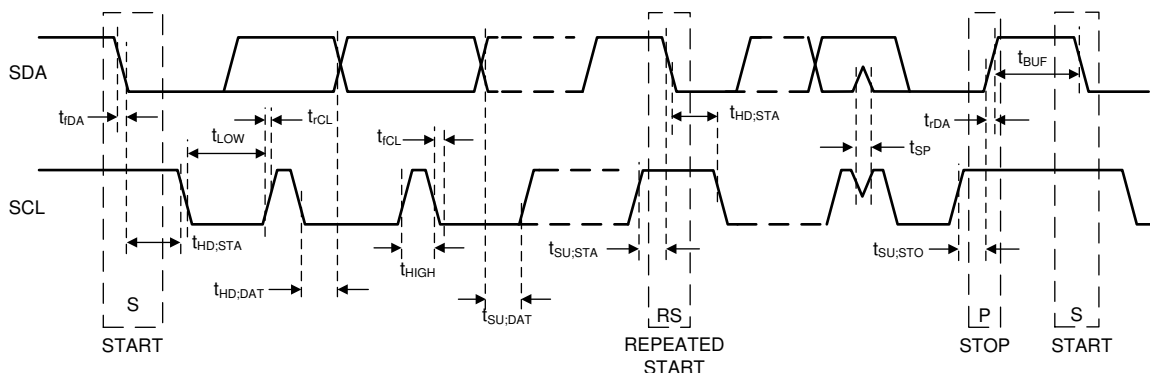 SDA
t_fDA
t_LOW
t_rCL
t_fCL
t_HD;STA
t_SP
t_rDA
t_BUF
SCL
t_HD;STA
t_HD;DAT
t_HIGH
t_SU;DAT
t_SU;STA
t_SU;STO
S
RS
P
S
START
REPEATED
START
STOP
START